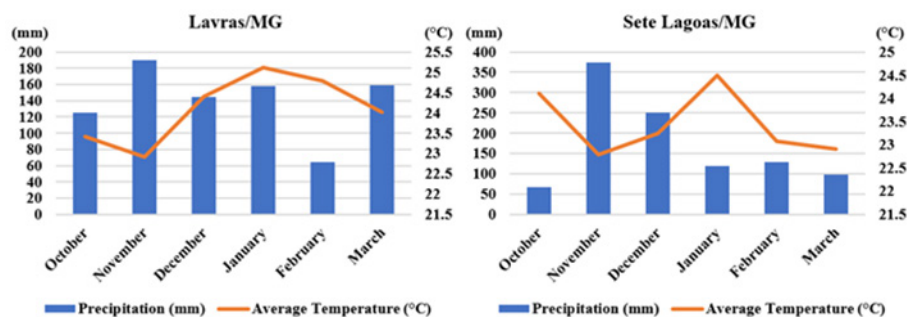 Lavras/MG
(mm)
(°C)
200
180
160
140
120
100
80
60
40
20
0
25.5
25
24.5
24
23.5
23
22.5
22
21.5
October
November
December
January
February
March
Precipitation (mm)
Average Temperature (°C)
Sete Lagoas/MG
(mm)
(°C)
400
350
300
250
200
150
100
50
0
25
24.5
24
23.5
23
22.5
22
21.5
October
November
December
January
February
March
Precipitation (mm)
Average Temperature (°C)